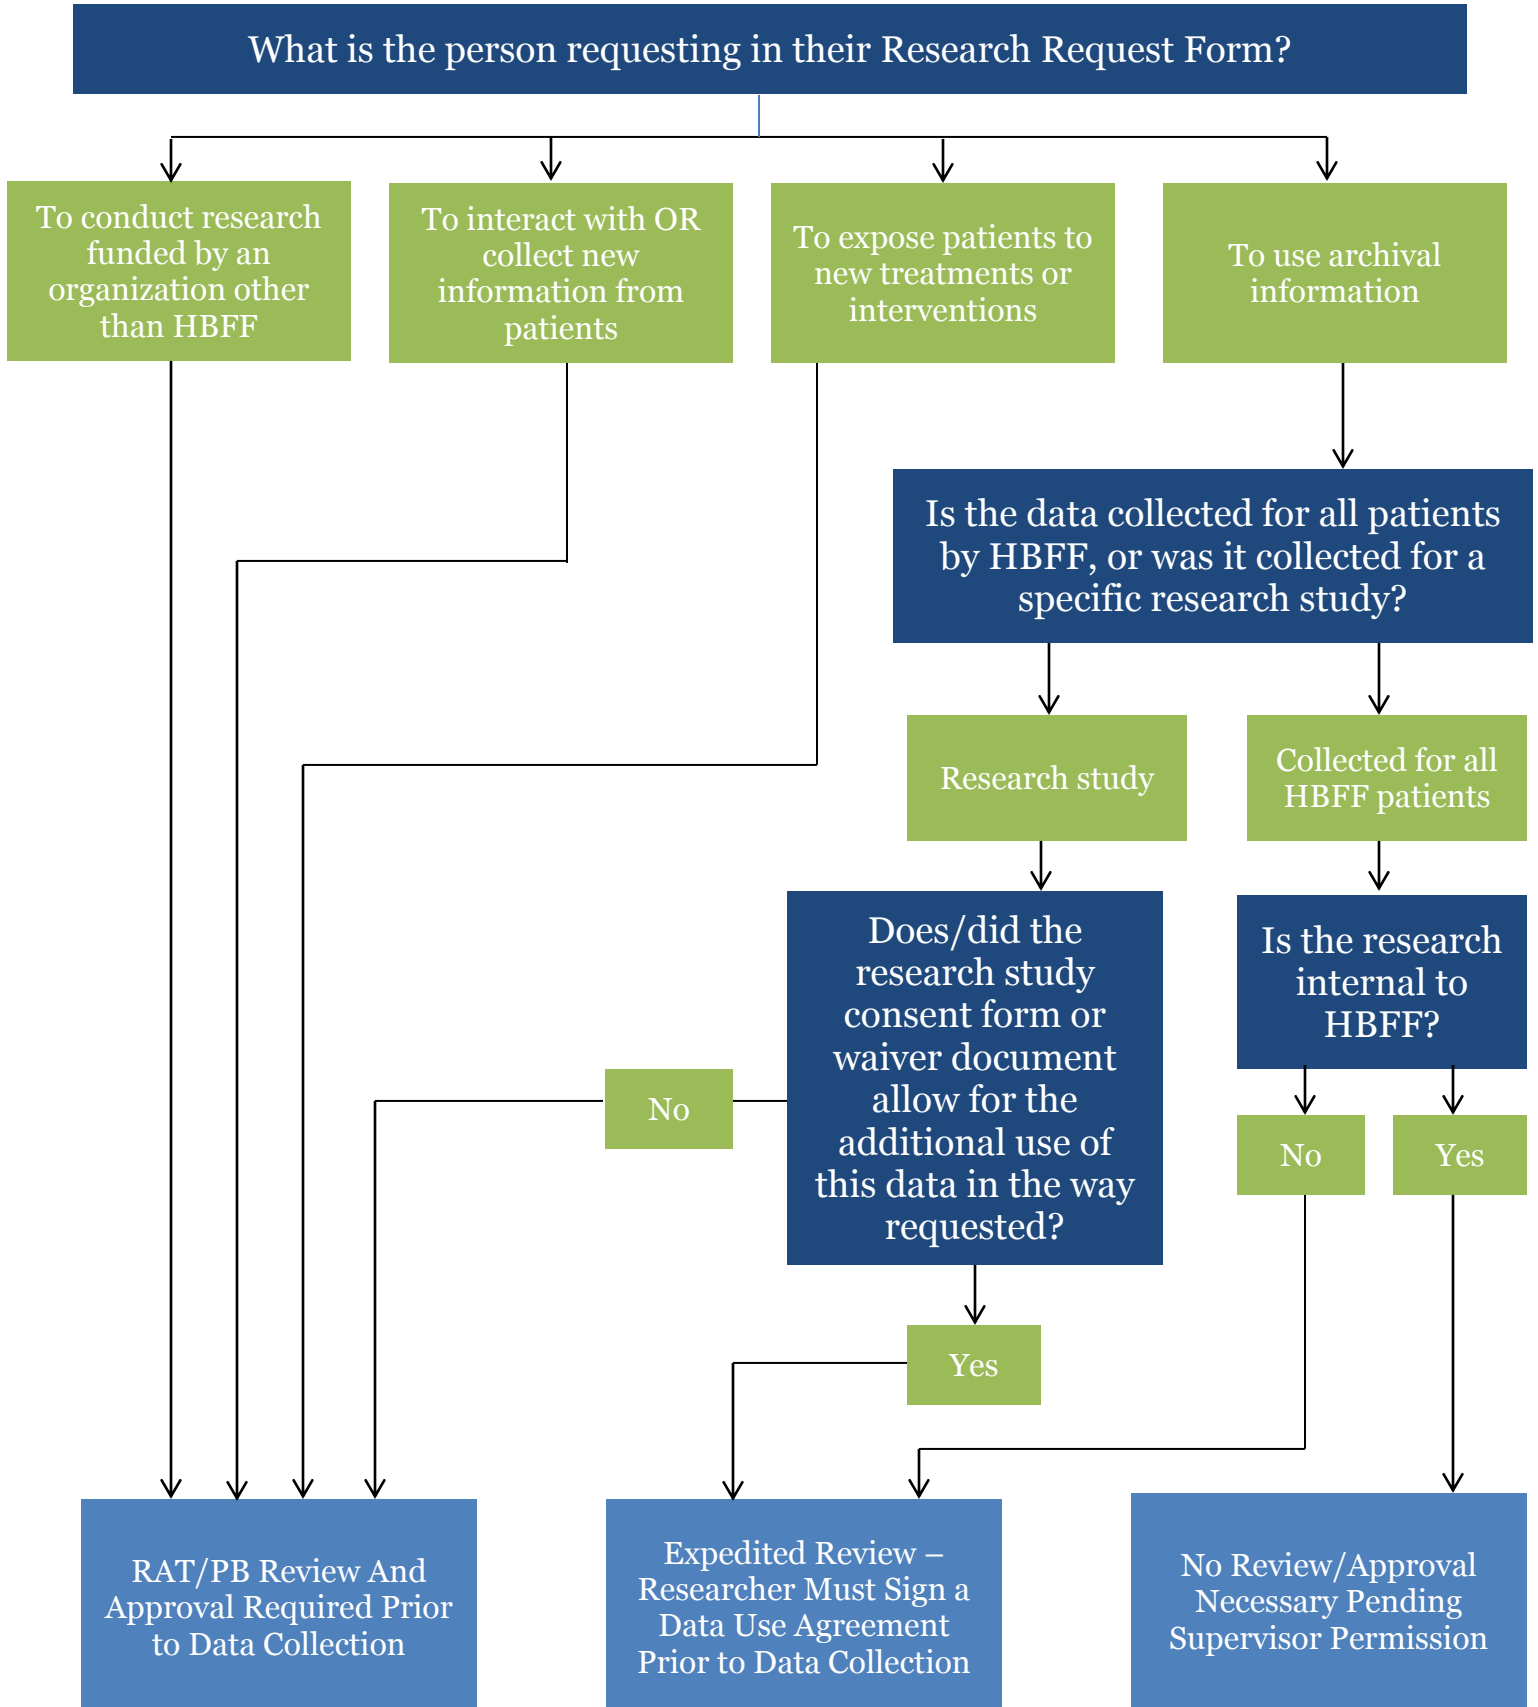 What is the person requesting in their Research Request Form?
To conduct research
funded by an
organization other
than HBFF
To interact with OR
collect new
information from
patients
To expose patients to
new treatments or
interventions
To use archival
information
Is the data collected for all patients
by HBFF, or was it collected for a
specific research study?
Research study
Collected for all
HBFF patients
Does/did the
research study
consent form or
waiver document
allow for the
additional use of
this data in the way
requested?
Is the research
internal to
HBFF?
No
No
Yes
Yes
RAT/PB Review And
Approval Required Prior
to Data Collection
Expedited Review –
Researcher Must Sign a
Data Use Agreement
Prior to Data Collection
No Review/Approval
Necessary Pending
Supervisor Permission